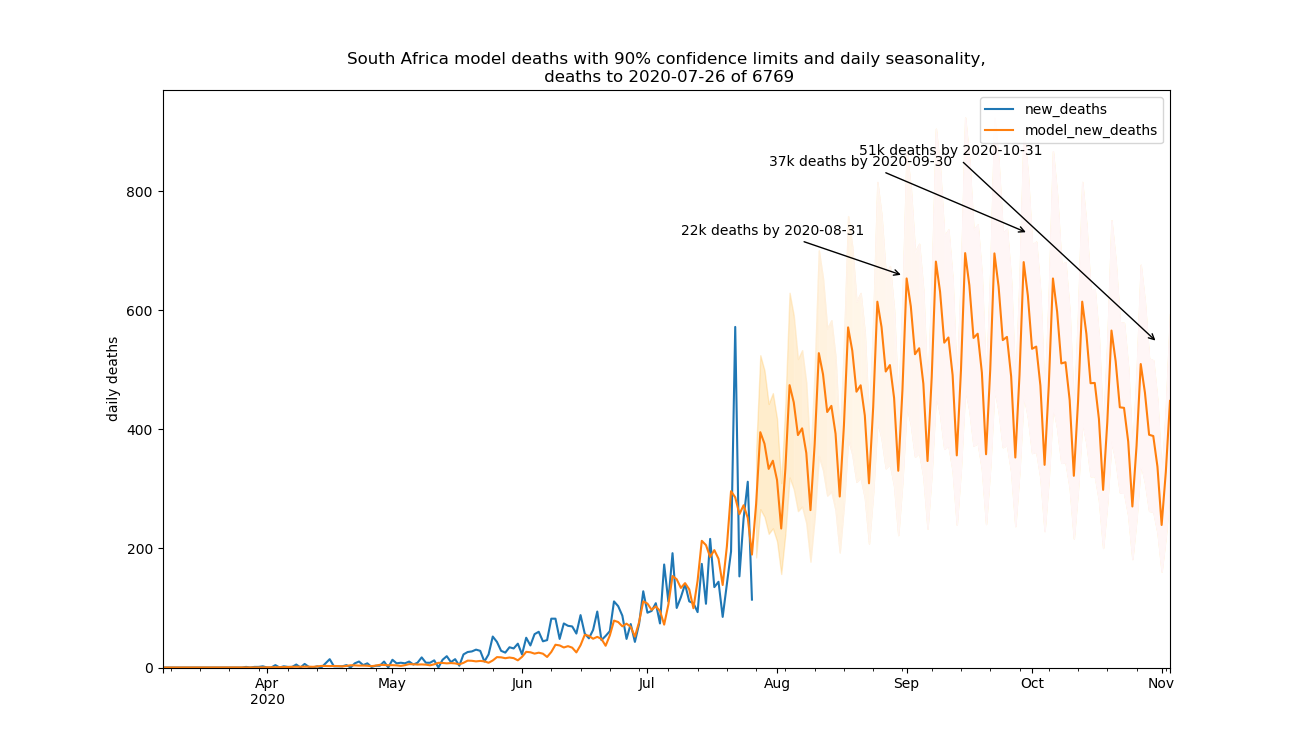 South Africa model deaths with 90% confidence limits and daily seasonality,
deaths to 2020-07-26 of 6769
new_deaths
model_new_deaths
51k deaths by 2020-10-31
37k deaths by 2020-09-30
22k deaths by 2020-08-31
daily deaths
800
600
400
200
0
Apr May Jun Jul Aug Sep Oct Nov
2020